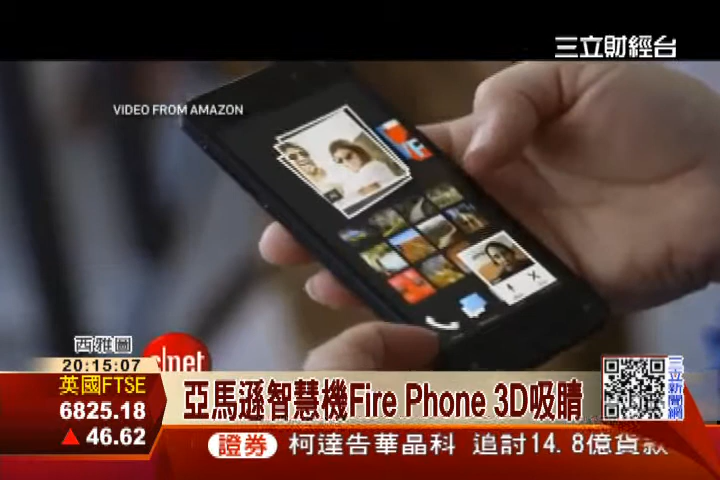 三立財經台
VIDEO FROM AMAZON
西雅圖
20:15:07
cnet
英國FTSE
6825.18
▲ 46.62
亞馬遜智慧機Fire Phone 3D吸睛
三立新聞網
證券 柯達告華晶科 追討14.8億貨款